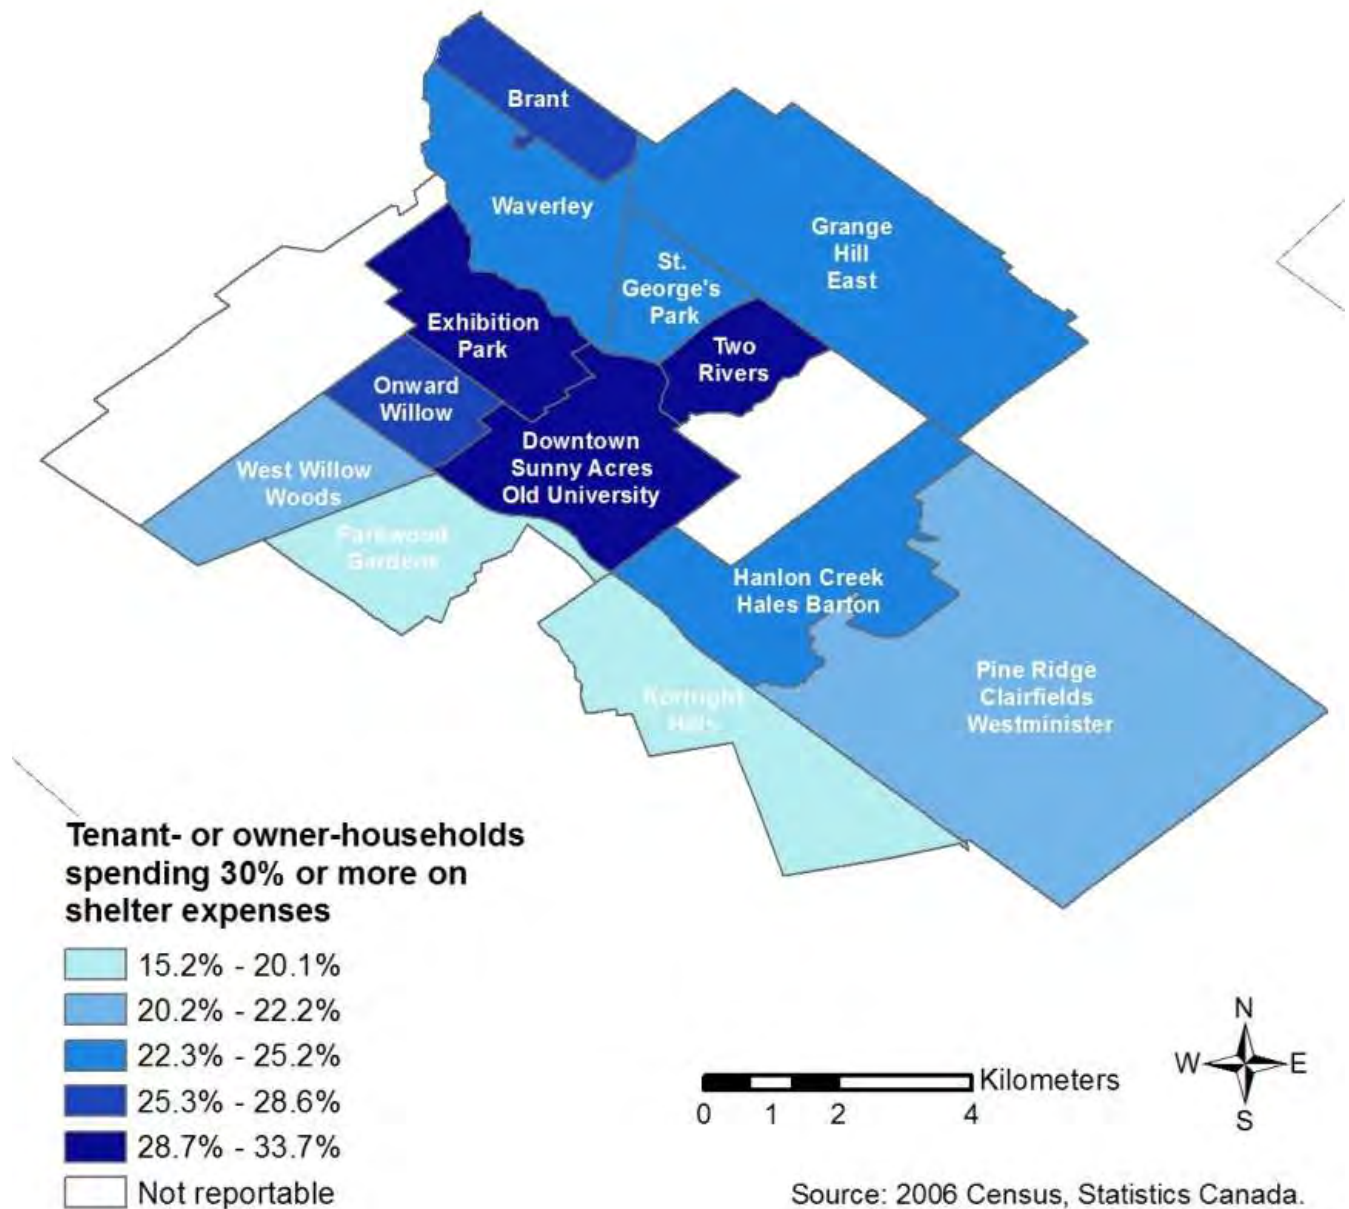 Brant
Waverley
Grange
Hill
East
St.
George's
Park
Exhibition
Park
Two
Rivers
Onward
Willow
Downtown
Sunny Acres
Old University
West Willow
Woods
Parkwood
Gardens
Hanlon Creek
Hales Barton
Pine Ridge
Clairfields
Westminister
Kortright
Hills
Tenant- or owner-households
spending 30% or more on
shelter expenses
15.2% - 20.1%
20.2% - 22.2%
22.3% - 25.2%
25.3% - 28.6%
28.7% - 33.7%
Not reportable
Kilometers
0 1 2 4
N
W E
S
Source: 2006 Census, Statistics Canada.